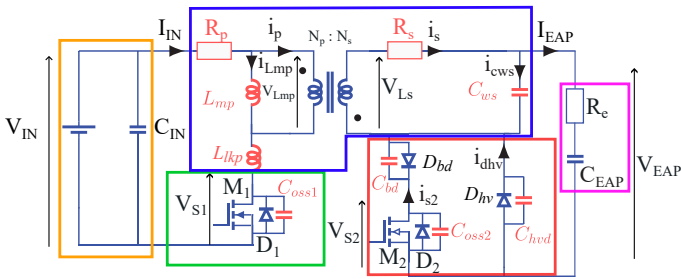 I_IN
R_p
i_p
N_p : N_s
R_s
i_s
I_EAP
i_Lmp
i_cws
L_mp
V_Lmp
V_Ls
C_ws
V_IN
C_IN
R_e
L_lkp
C_EAP
V_EAP
M_1
C_oss1
V_S1
D_1
C_bd
D_bd
i_dhv
i_s2
D_hv
V_S2
C_oss2
C_hvd
M_2
D_2